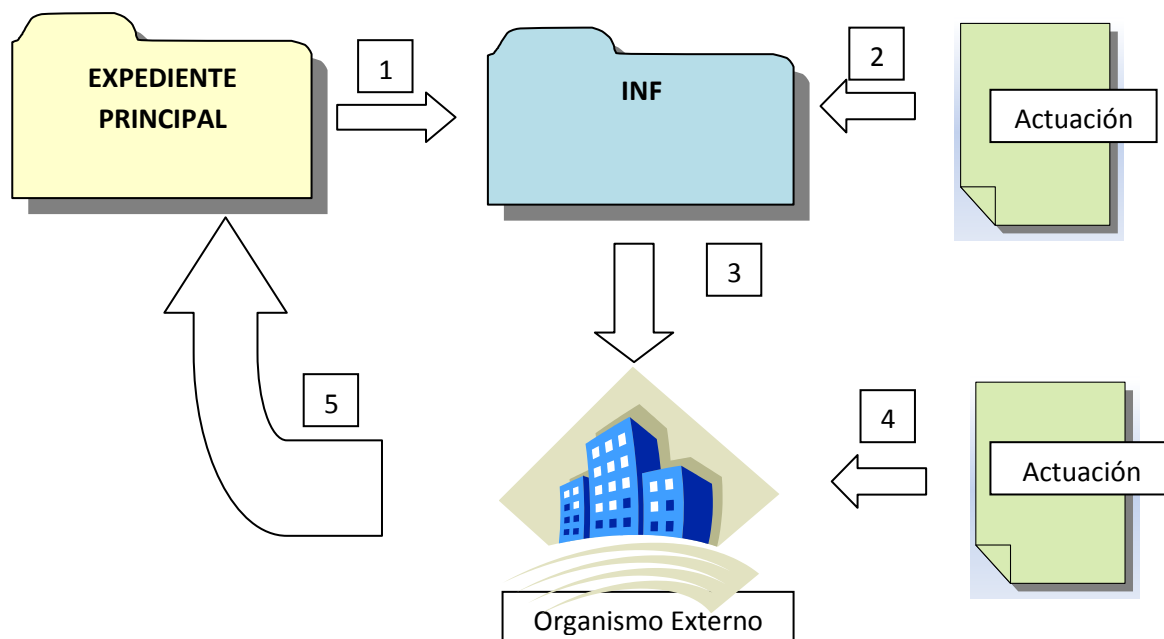 EXPEDIENTE
PRINCIPAL
1
INF
2
Actuación
3
5
4
Actuación
Organismo Externo